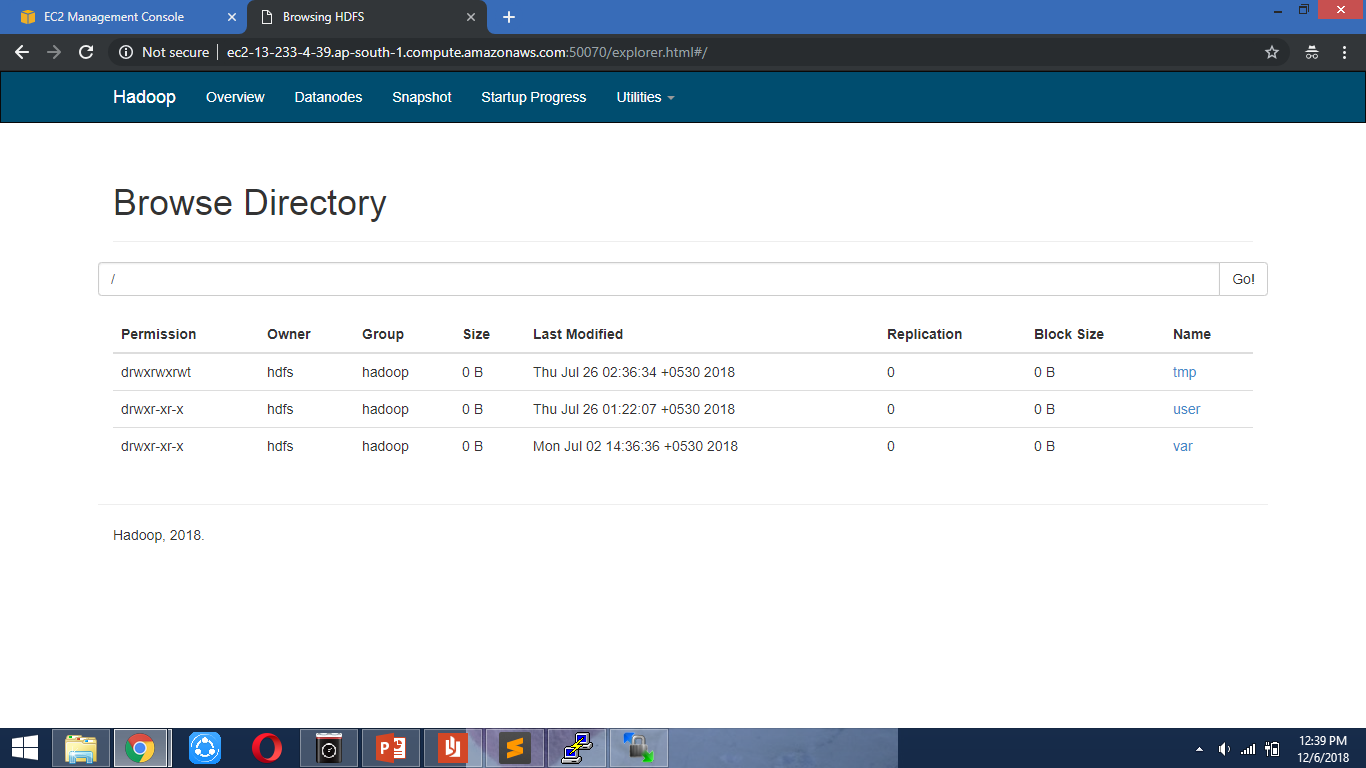 EC2 Management Console
Browsing HDFS
Not secure
ec2-13-233-4-39.ap-south-1.compute.amazonaws.com:50070/explorer.html#/
Hadoop Overview Datanodes Snapshot Startup Progress Utilities
Browse Directory
/ Go!
Permission Owner Group Size Last Modified Replication Block Size Name
drwxrwxrwt hdfs hadoop 0 B Thu Jul 26 02:36:34 +0530 2018 0 0 B tmp
drwxr-xr-x hdfs hadoop 0 B Thu Jul 26 01:22:07 +0530 2018 0 0 B user
drwxr-xr-x hdfs hadoop 0 B Mon Jul 02 14:36:36 +0530 2018 0 0 B var
Hadoop, 2018.
12:39 PM
12/6/2018